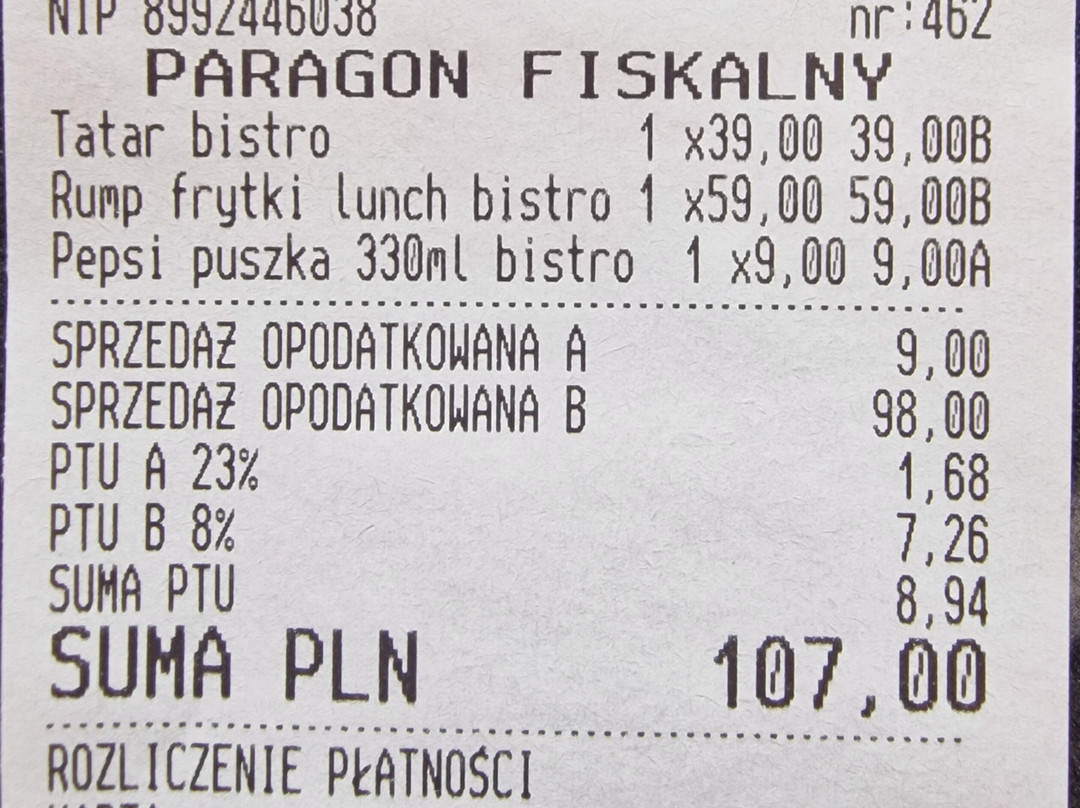 NIP 8992446038 nr:462
PARAGON FISKALNY
Tatar bistro 1 x39,00 39,00B
Rump frytki lunch bistro 1 x59,00 59,00B
Pepsi puszka 330ml bistro 1 x9,00 9,00A
SPRZEDAŻ OPODATKOWANA A 9,00
SPRZEDAŻ OPODATKOWANA B 98,00
PTU A 23% 1,68
PTU B 8% 7,26
SUMA PTU 8,94
SUMA PLN 107,00
ROZLICZENIE PŁATNOŚCI